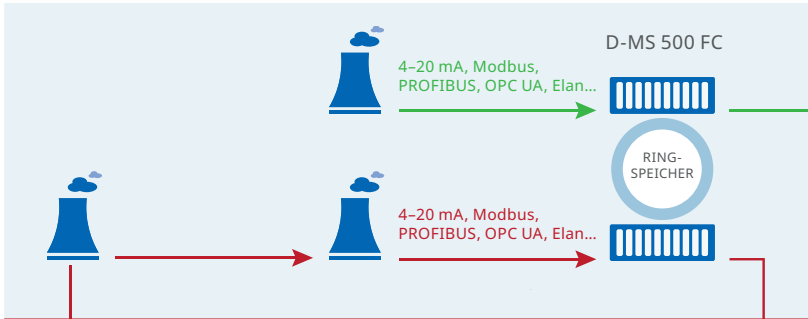 D-MS 500 FC
4–20 mA, Modbus,
PROFIBUS, OPC UA, Elan...
RING-
SPEICHER
4–20 mA, Modbus,
PROFIBUS, OPC UA, Elan...